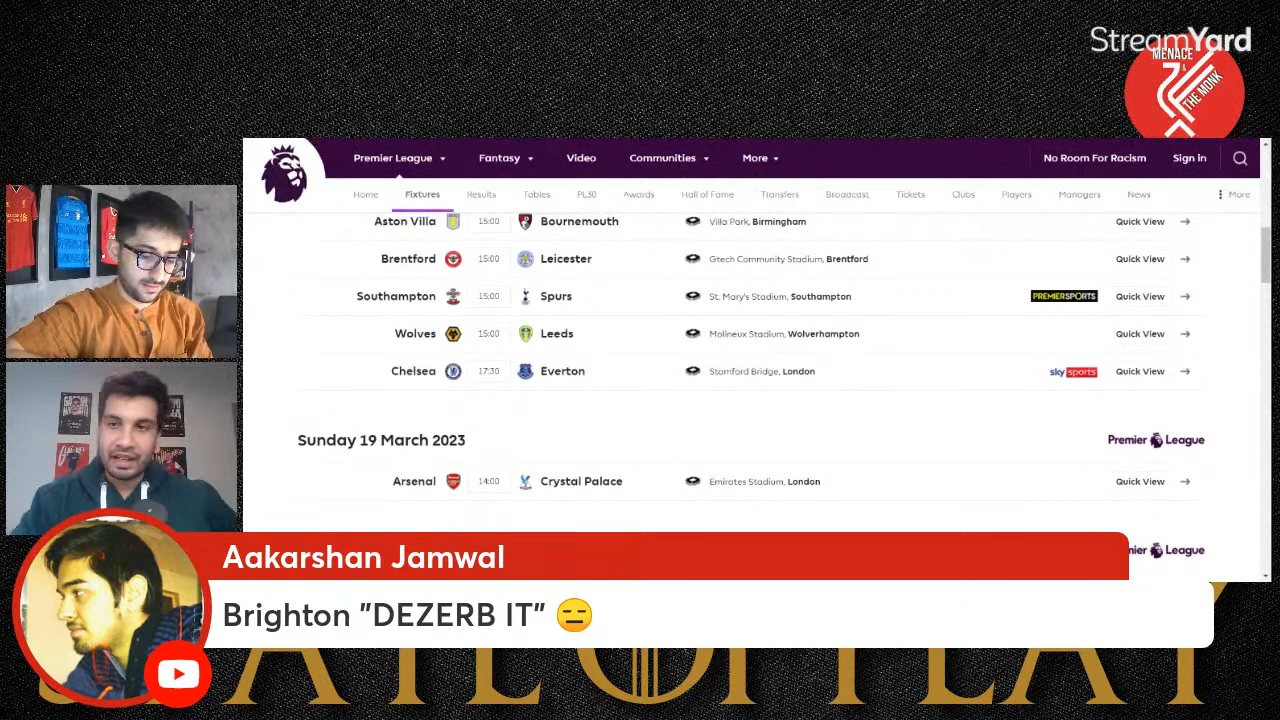 StreamYard
MENACE
&
THE MONK
Premier League Fantasy Video Communities More No Room For Racism Sign in
Home Fixtures Results Tables PL30 Awards Hall of Fame Transfers Broadcast Tickets Clubs Players Managers News More
Aston Villa 15:00 Bournemouth Villa Park, Birmingham Quick View
Brentford 15:00 Leicester Gtech Community Stadium, Brentford Quick View
Southampton 15:00 Spurs St. Mary's Stadium, Southampton PREMIERSPORTS Quick View
Wolves 15:00 Leeds Molineux Stadium, Wolverhampton Quick View
Chelsea 17:30 Everton Stamford Bridge, London sky sports Quick View
Sunday 19 March 2023 Premier League
Arsenal 14:00 Crystal Palace Emirates Stadium, London Quick View
mier League
Aakarshan Jamwal
Brighton "DEZERB IT" 😑